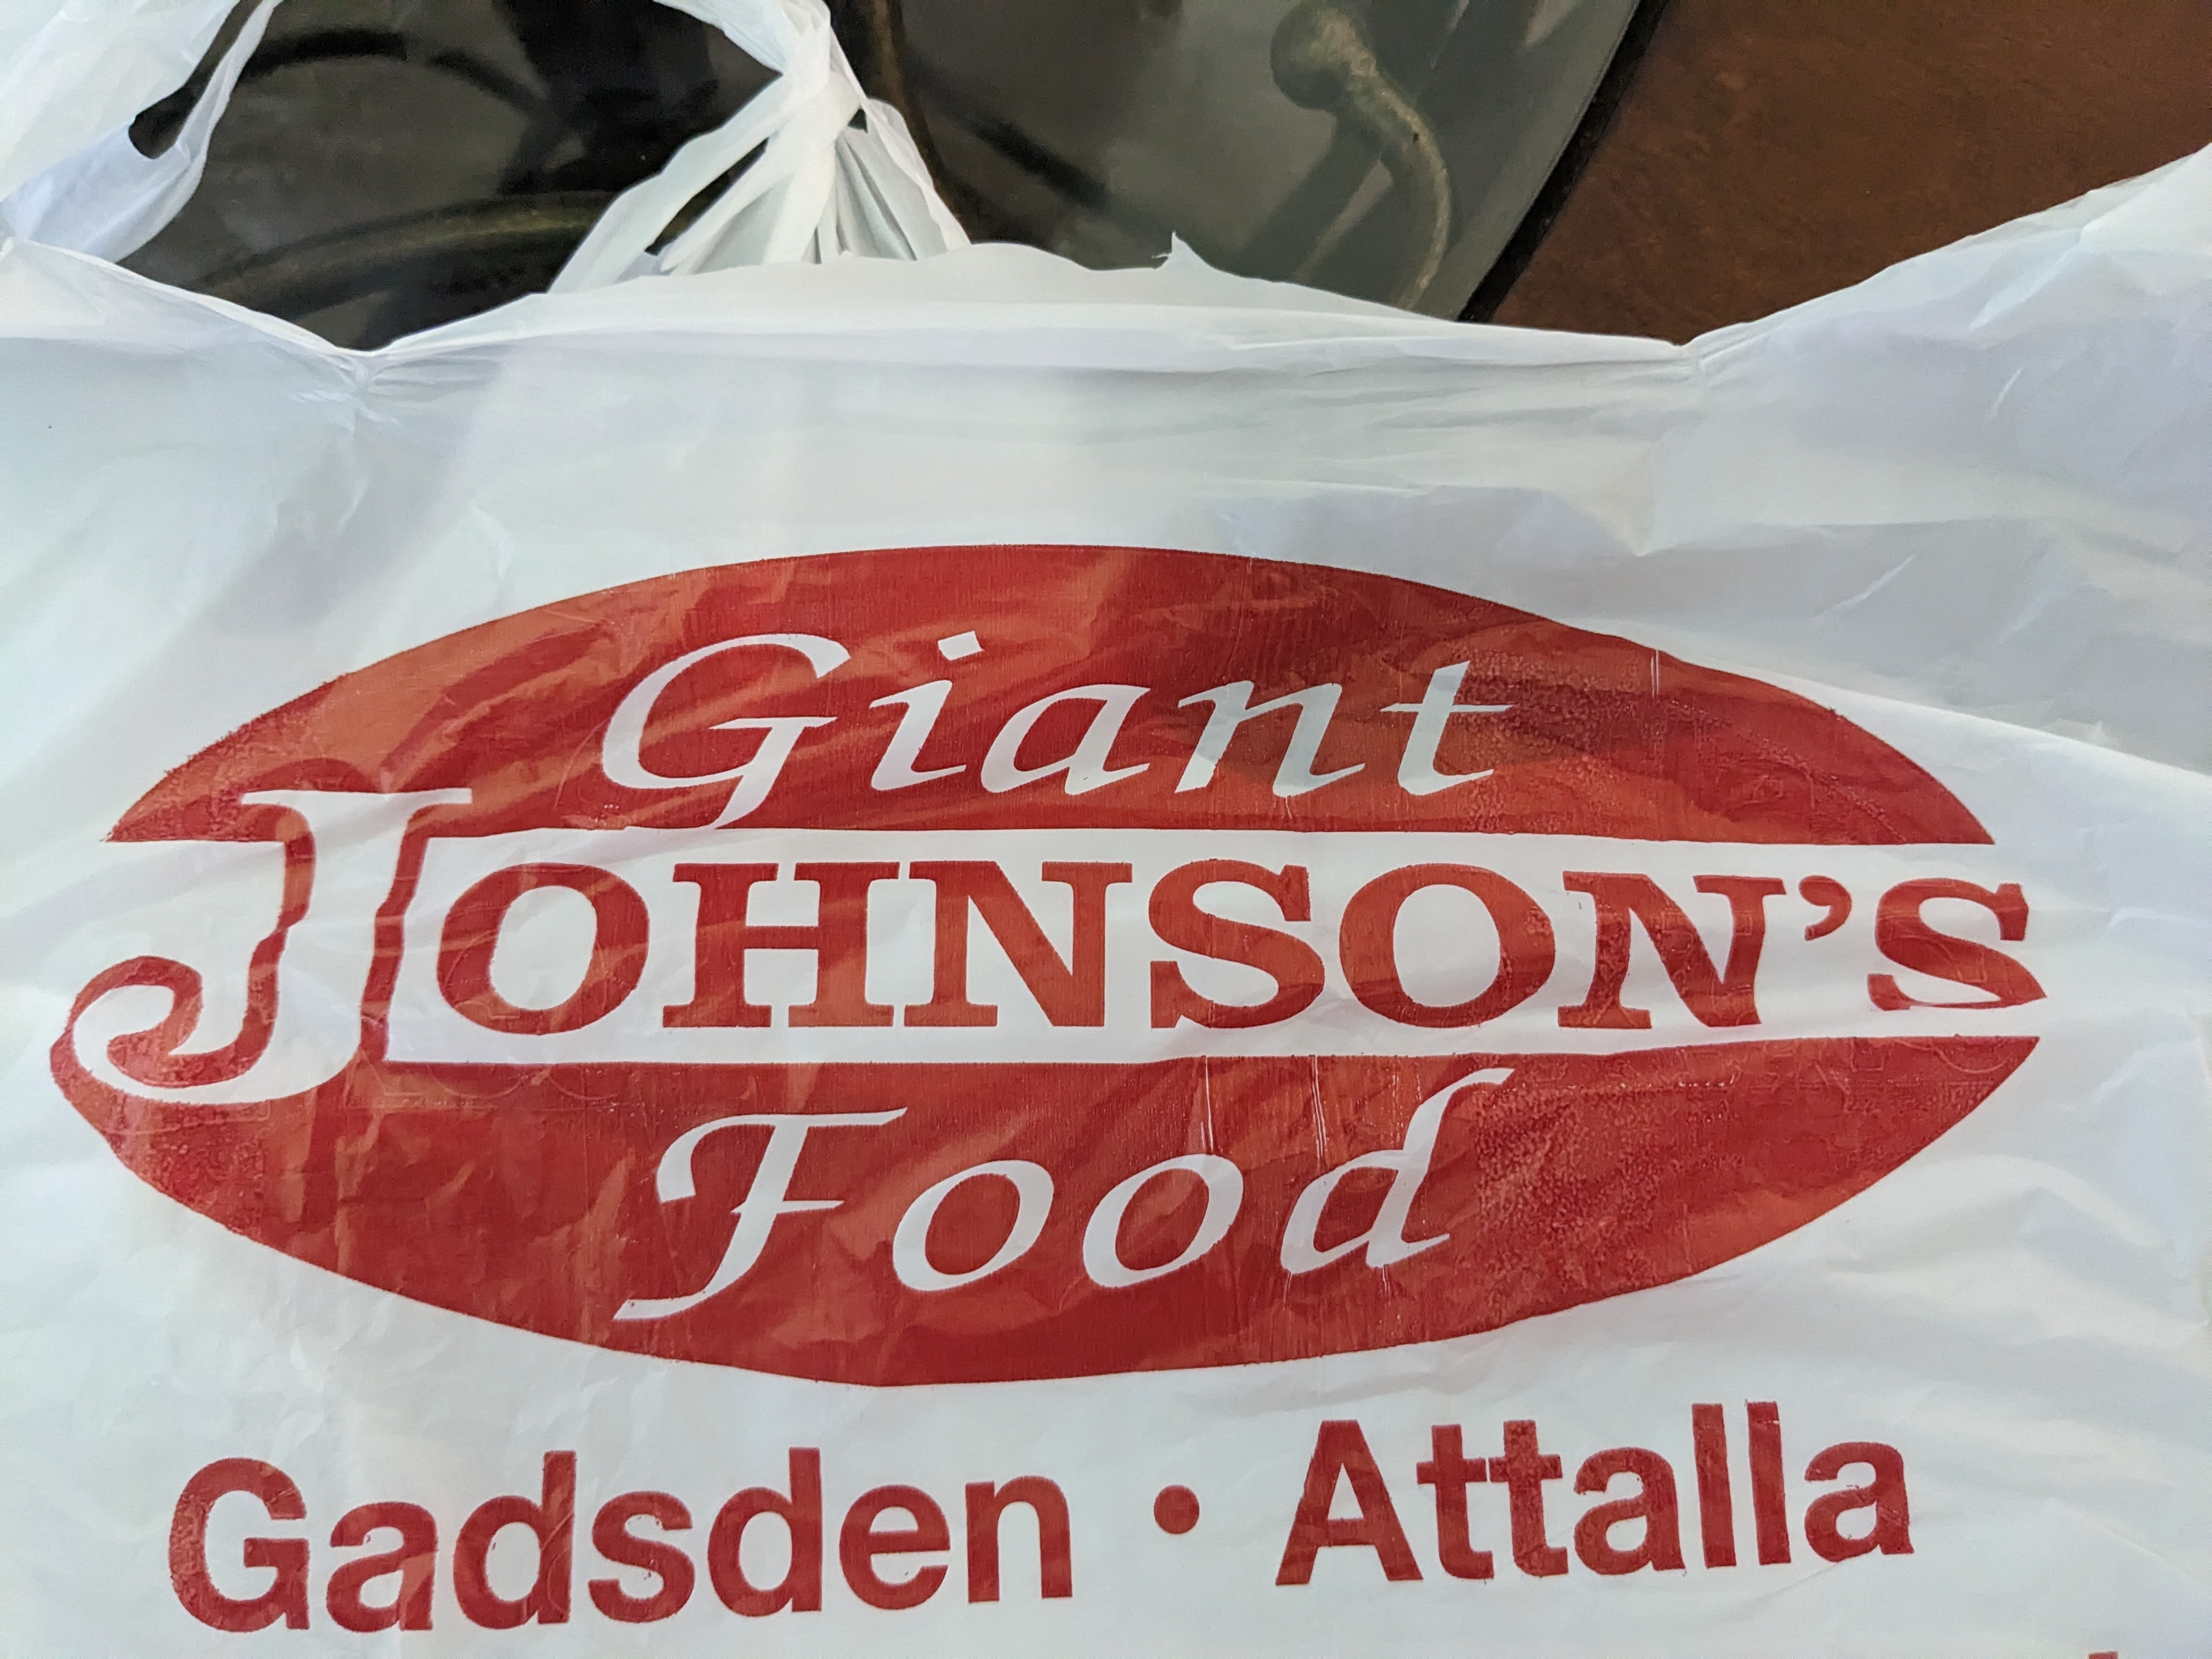 Giant
JOHNSON'S
Food
Gadsden • Attalla